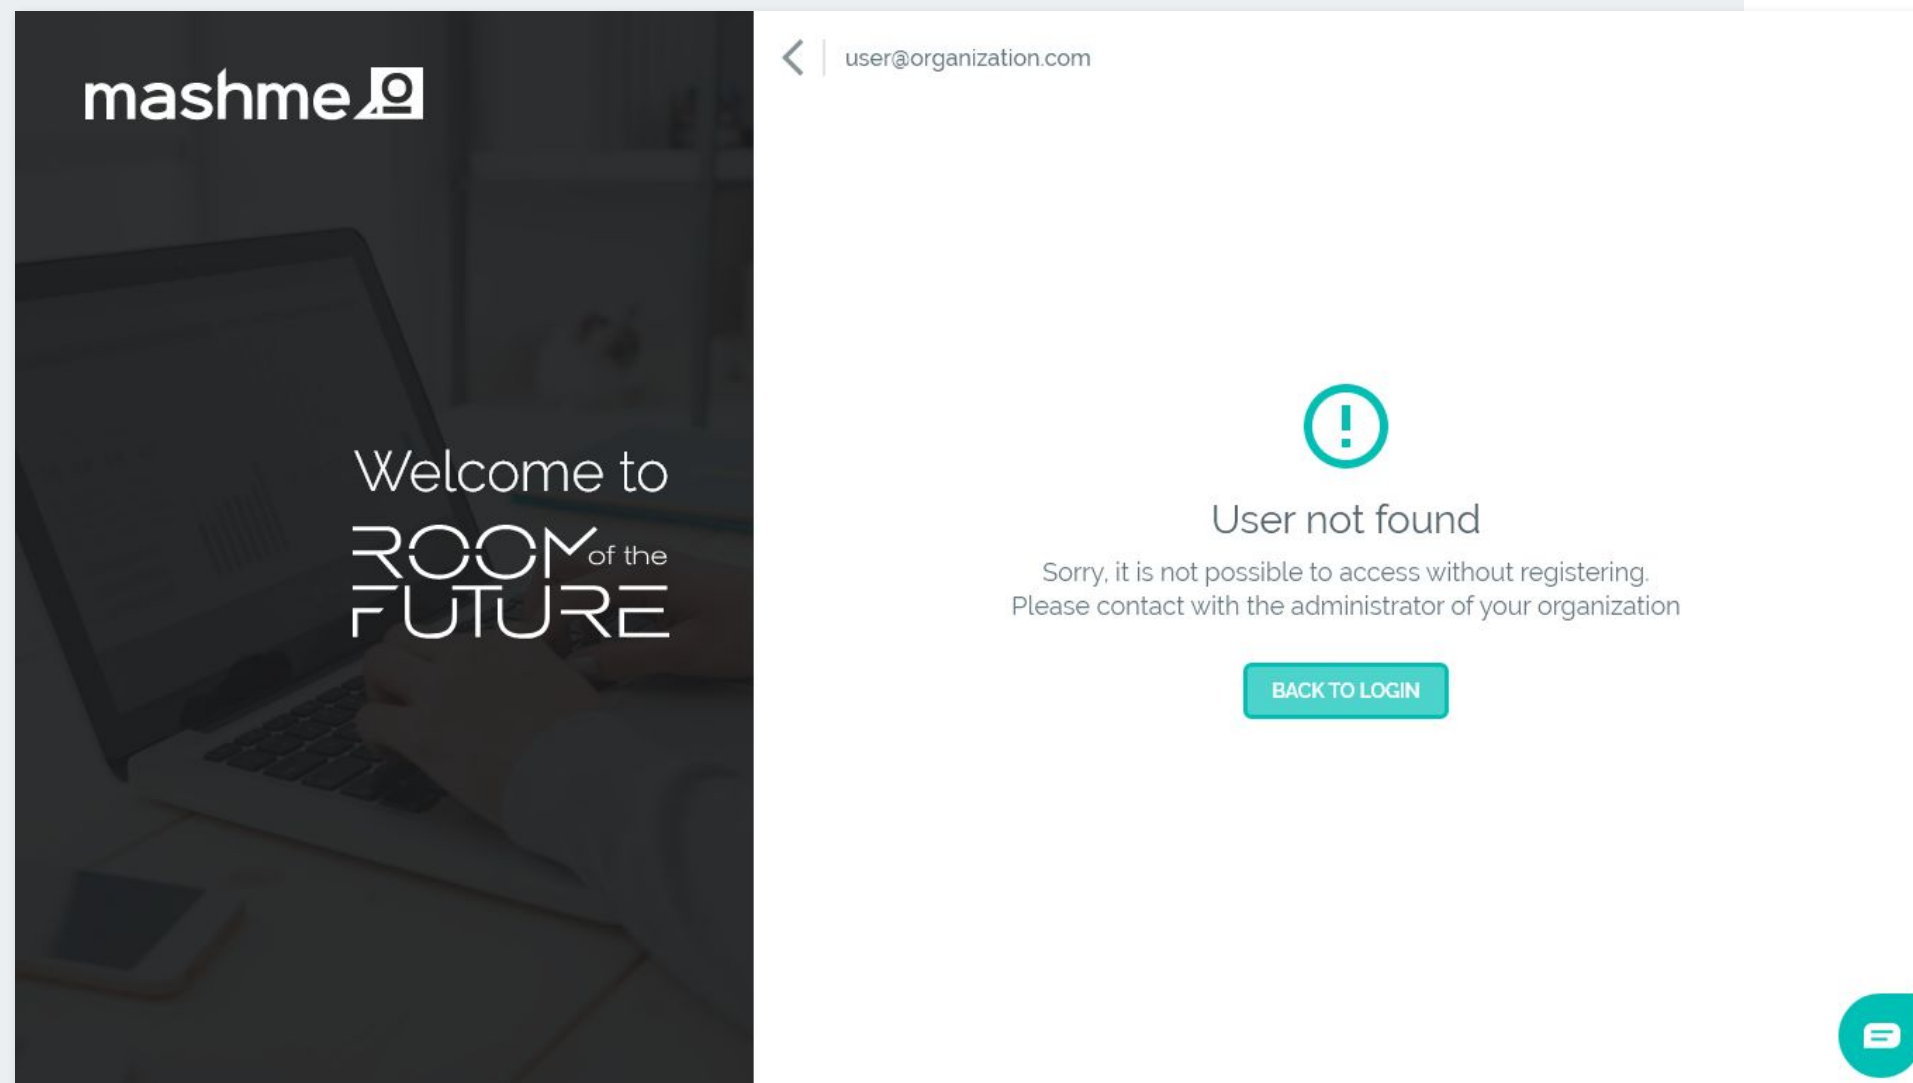 mashme
Welcome to
ROOM of the
FUTURE
user@organization.com
User not found
Sorry, it is not possible to access without registering.
Please contact with the administrator of your organization
BACK TO LOGIN